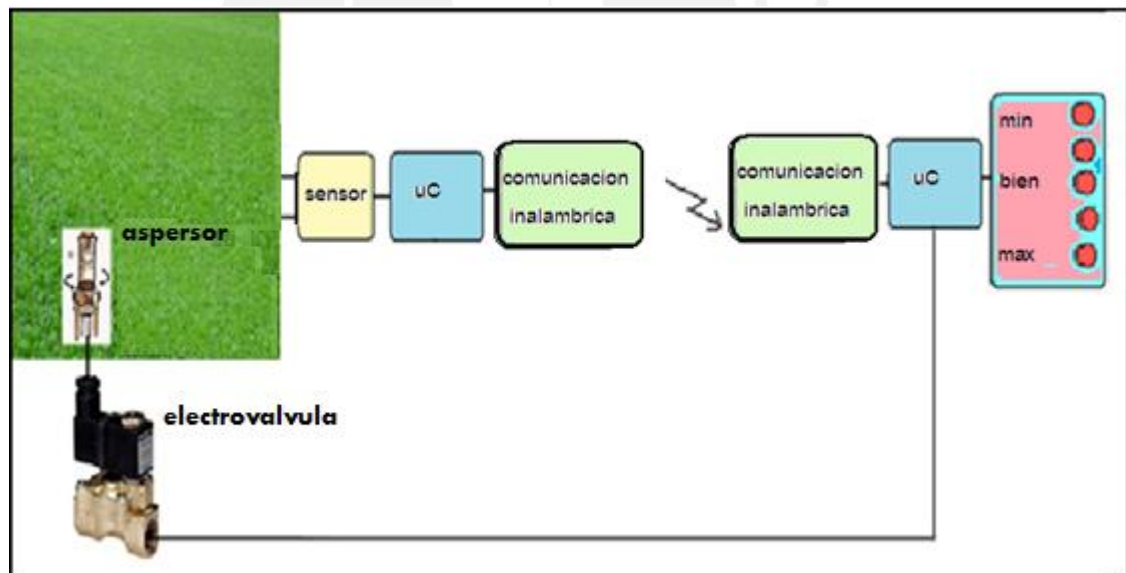 sensor
uC
comunicacion
inalambrica
comunicacion
inalambrica
uC
min
bien
max
aspersor
electrovalvula